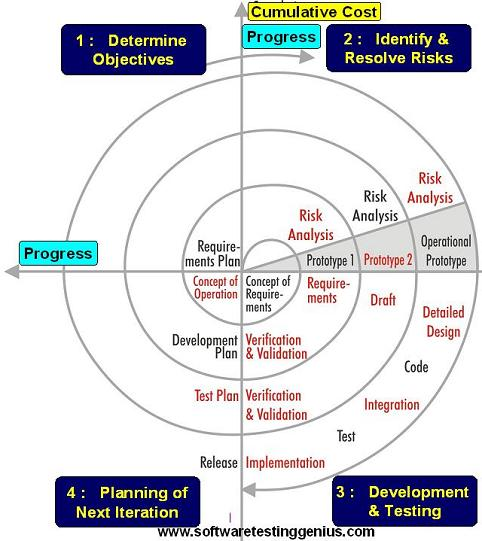 Cumulative Cost
Progress
1 : Determine
Objectives
2 : Identify &
Resolve Risks
Risk
Analysis
Risk
Analysis
Risk
Analysis
Progress
Require-
ments Plan
Prototype 1
Prototype 2
Operational
Prototype
Concept of
Operation
Concept of
Require-
ments
Require-
ments
Draft
Detailed
Design
Development
Plan
Verification
& Validation
Code
Test Plan
Verification
& Validation
Integration
Test
Release
Implementation
4 : Planning of
Next Iteration
3 : Development
& Testing
www.softwaretestinggenius.com